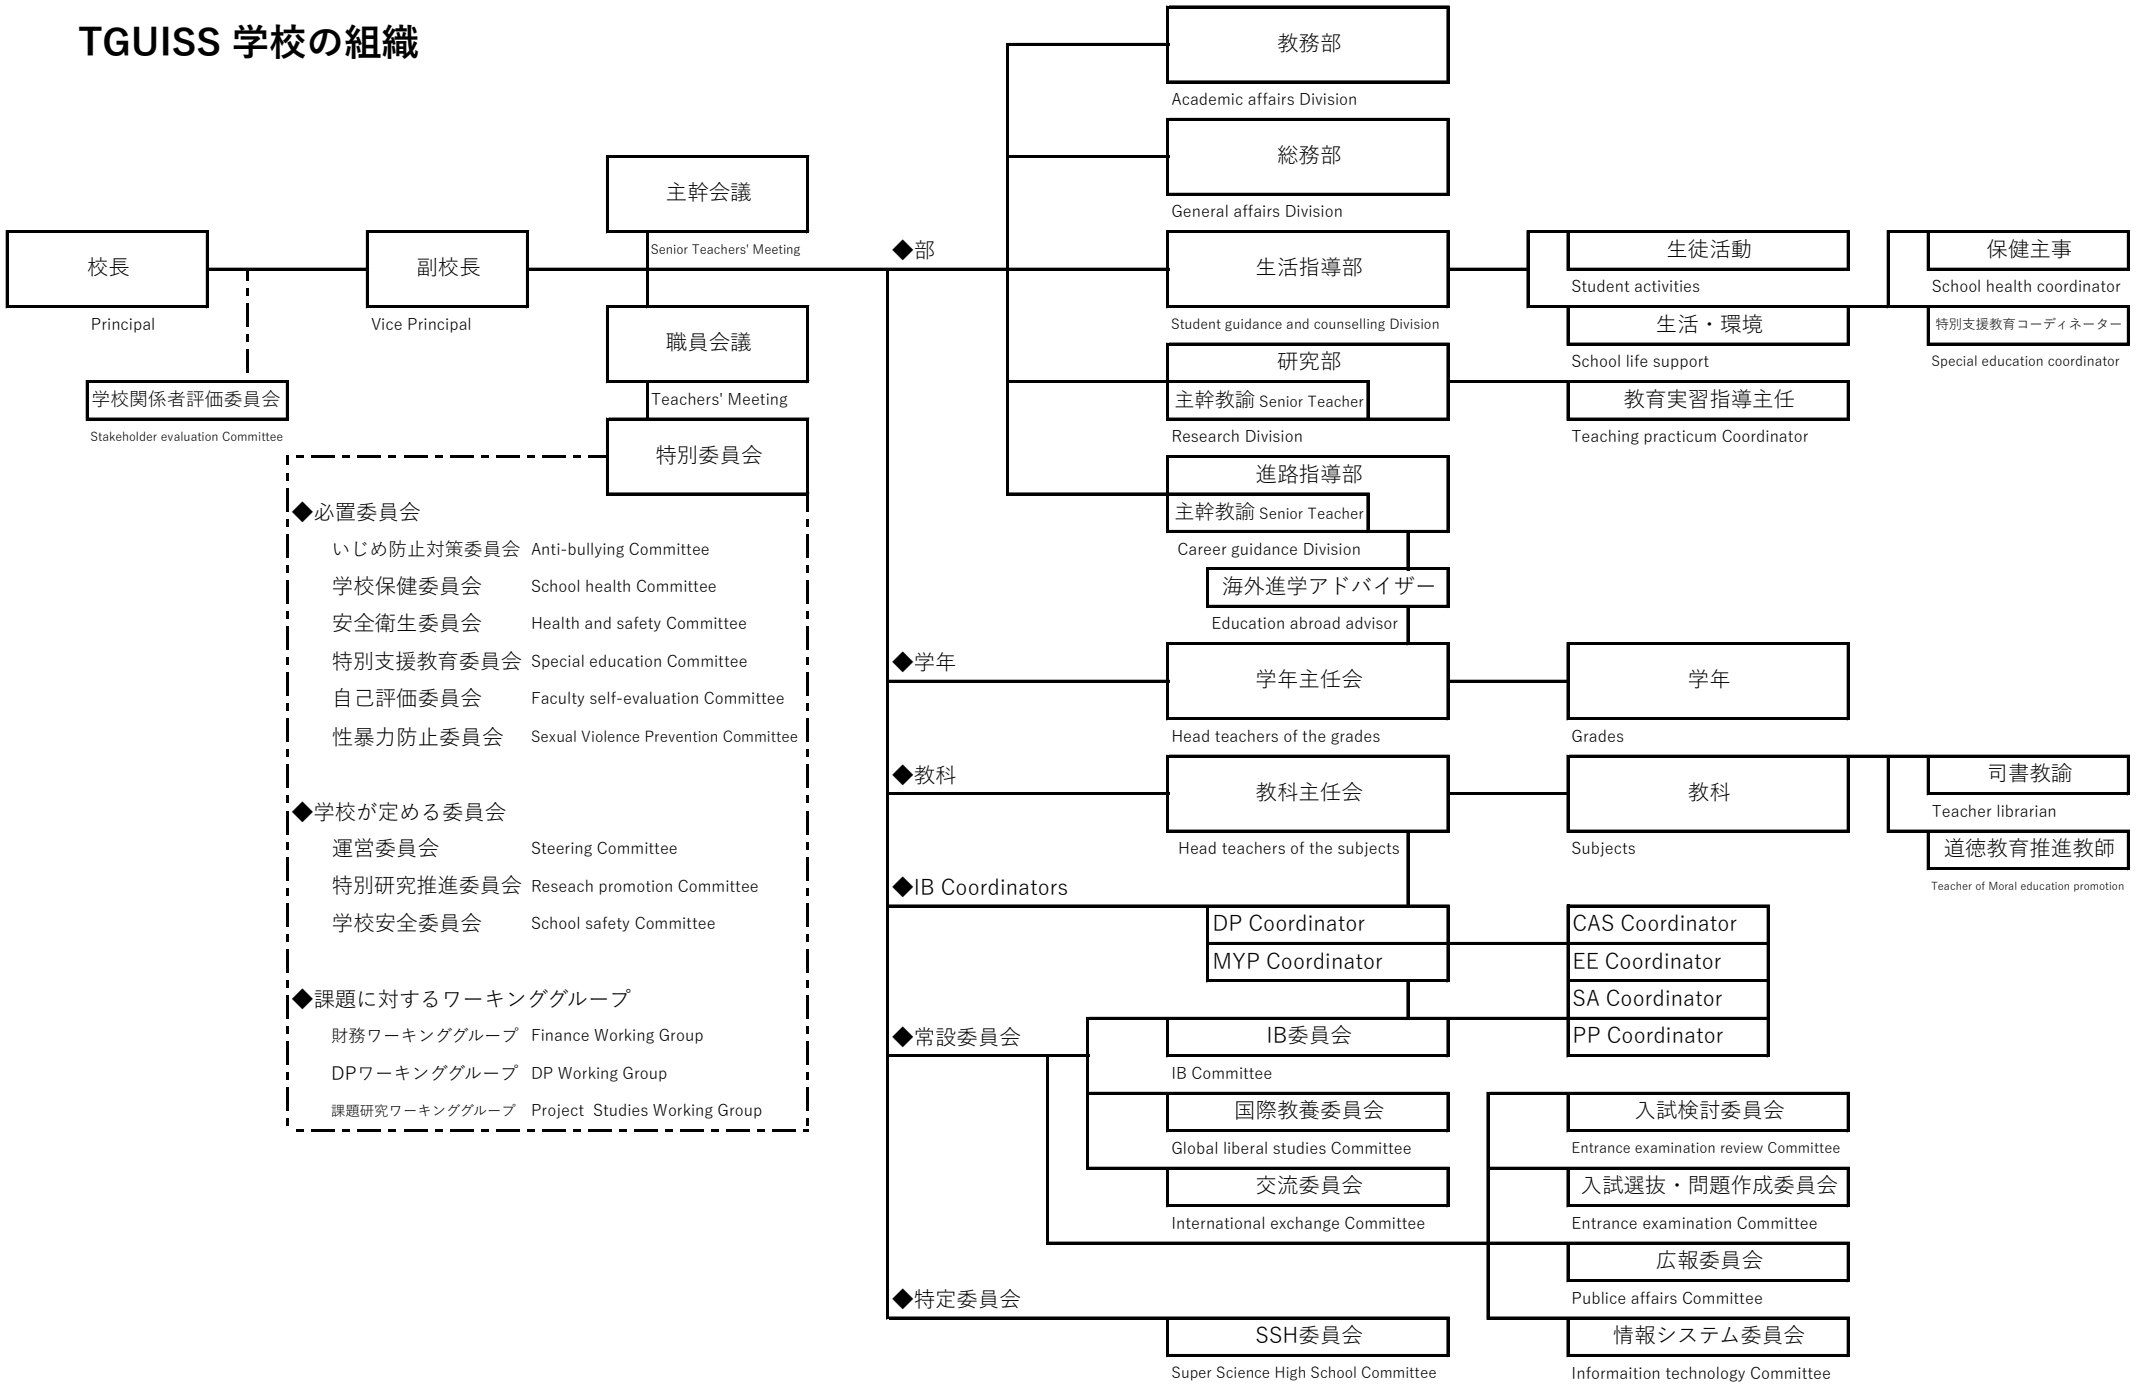 TGUISS 学校の組織
校長
Principal
学校関係者評価委員会
Stakeholder evaluation Committee
副校長
Vice Principal
主幹会議
Senior Teachers' Meeting
職員会議
Teachers' Meeting
特別委員会
◆必置委員会
いじめ防止対策委員会 Anti-bullying Committee
学校保健委員会 School health Committee
安全衛生委員会 Health and safety Committee
特別支援教育委員会 Special education Committee
自己評価委員会 Faculty self-evaluation Committee
性暴力防止委員会 Sexual Violence Prevention Committee
◆学校が定める委員会
運営委員会 Steering Committee
特別研究推進委員会 Reseach promotion Committee
学校安全委員会 School safety Committee
◆課題に対するワーキンググループ
財務ワーキンググループ Finance Working Group
DPワーキンググループ DP Working Group
課題研究ワーキンググループ Project Studies Working Group
◆部
教務部
Academic affairs Division
総務部
General affairs Division
生活指導部
Student guidance and counselling Division
生徒活動
Student activities
生活・環境
School life support
保健主事
School health coordinator
特別支援教育コーディネーター
Special education coordinator
研究部
主幹教諭 Senior Teacher
Research Division
教育実習指導主任
Teaching practicum Coordinator
進路指導部
主幹教諭 Senior Teacher
Career guidance Division
海外進学アドバイザー
Education abroad advisor
◆学年
学年主任会
Head teachers of the grades
学年
Grades
◆教科
教科主任会
Head teachers of the subjects
教科
Subjects
司書教諭
Teacher librarian
道徳教育推進教師
Teacher of Moral education promotion
◆IB Coordinators
DP Coordinator
MYP Coordinator
CAS Coordinator
EE Coordinator
SA Coordinator
PP Coordinator
◆常設委員会
IB委員会
IB Committee
国際教養委員会
Global liberal studies Committee
交流委員会
International exchange Committee
入試検討委員会
Entrance examination review Committee
入試選抜・問題作成委員会
Entrance examination Committee
広報委員会
Publice affairs Committee
情報システム委員会
Informaition technology Committee
◆特定委員会
SSH委員会
Super Science High School Committee